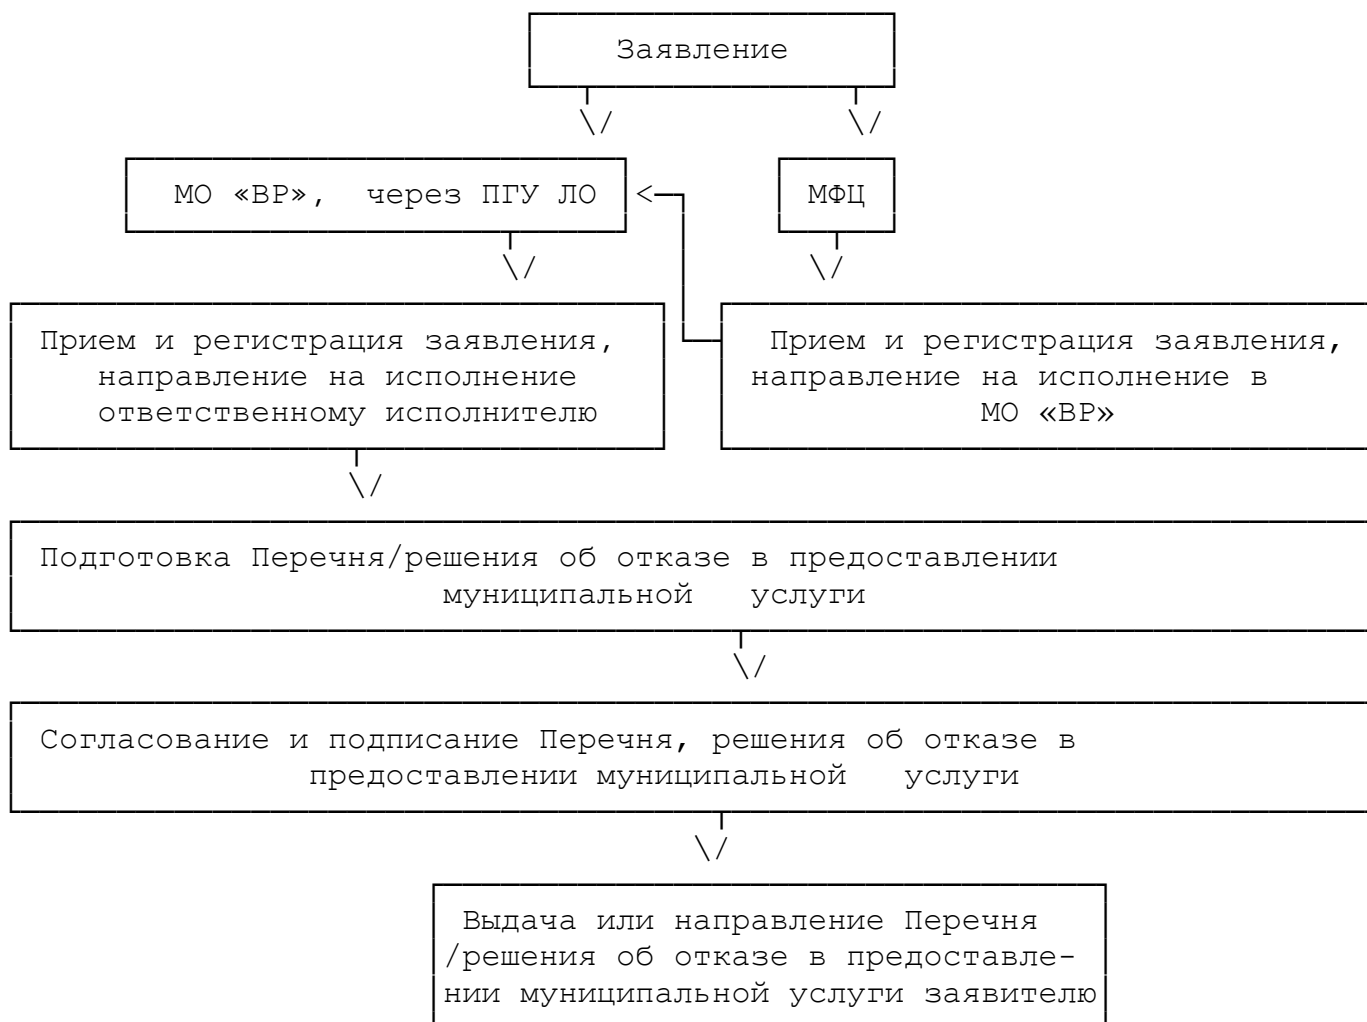 Заявление
МО «ВР», через ПГУ ЛО
МФЦ
Прием и регистрация заявления,
направление на исполнение
ответственному исполнителю
Прием и регистрация заявления,
направление на исполнение в
МО «ВР»
Подготовка Перечня/решения об отказе в предоставлении
муниципальной услуги
Согласование и подписание Перечня, решения об отказе в
предоставлении муниципальной услуги
Выдача или направление Перечня
/решения об отказе в предоставле-
нии муниципальной услуги заявителю